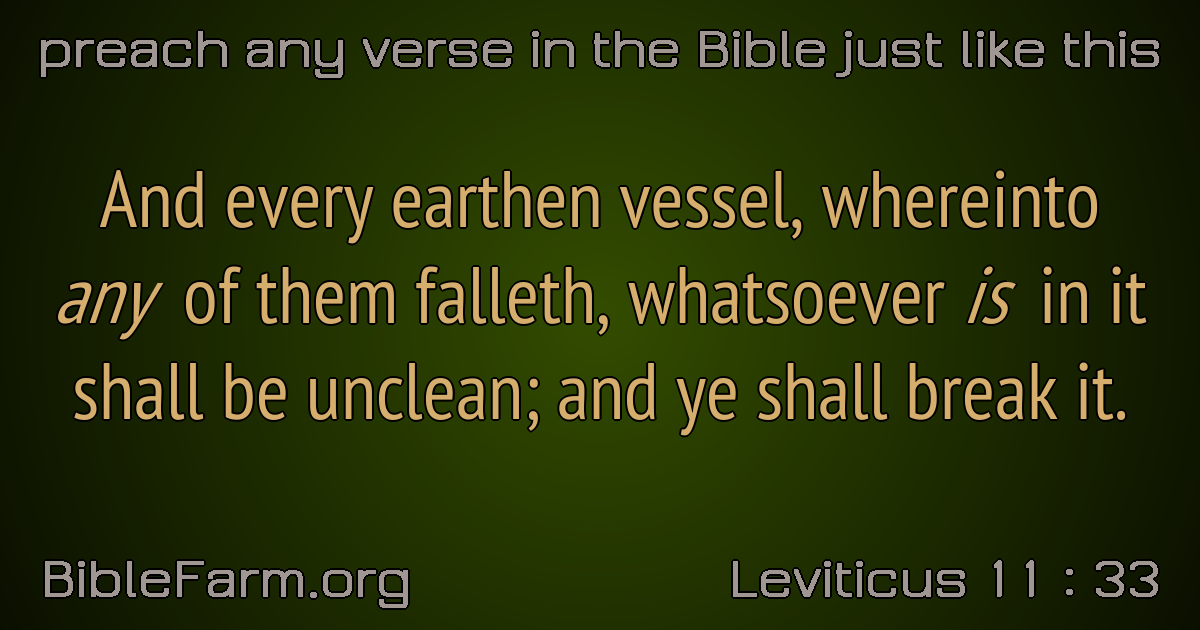 preach any verse in the Bible just like this
And every earthen vessel, whereinto
any of them falleth, whatsoever is in it
shall be unclean; and ye shall break it.
BibleFarm.org
Leviticus 11 : 33